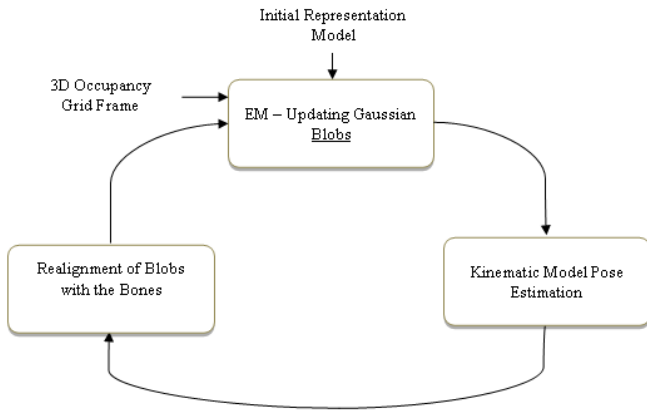 Initial Representation
Model
3D Occupancy
Grid Frame
EM – Updating Gaussian
Blobs
Realignment of Blobs
with the Bones
Kinematic Model Pose
Estimation